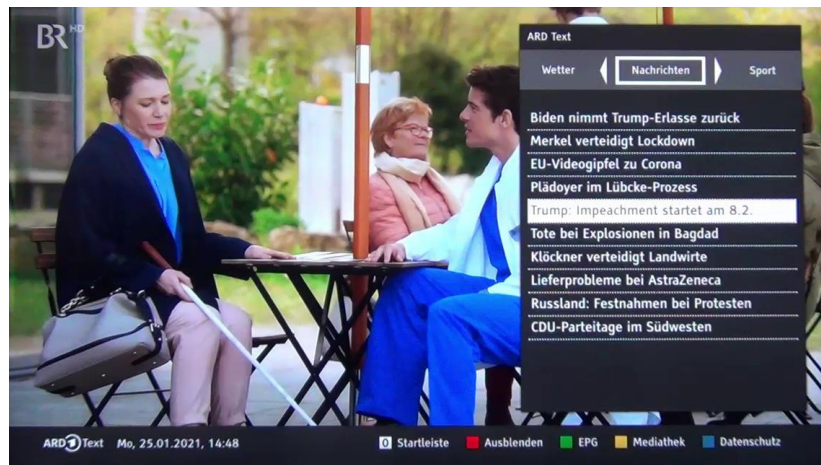 BR HD
ARD Text
Wetter Nachrichten Sport
Biden nimmt Trump-Erlasse zurück
Merkel verteidigt Lockdown
EU-Videogipfel zu Corona
Plädoyer im Lübcke-Prozess
Trump: Impeachment startet am 8.2.
Tote bei Explosionen in Bagdad
Klöckner verteidigt Landwirte
Lieferprobleme bei AstraZeneca
Russland: Festnahmen bei Protesten
CDU-Parteitage im Südwesten
ARD 1 Text Mo, 25.01.2021, 14:48 0 Startleiste Ausblenden EPG Mediathek Datenschutz